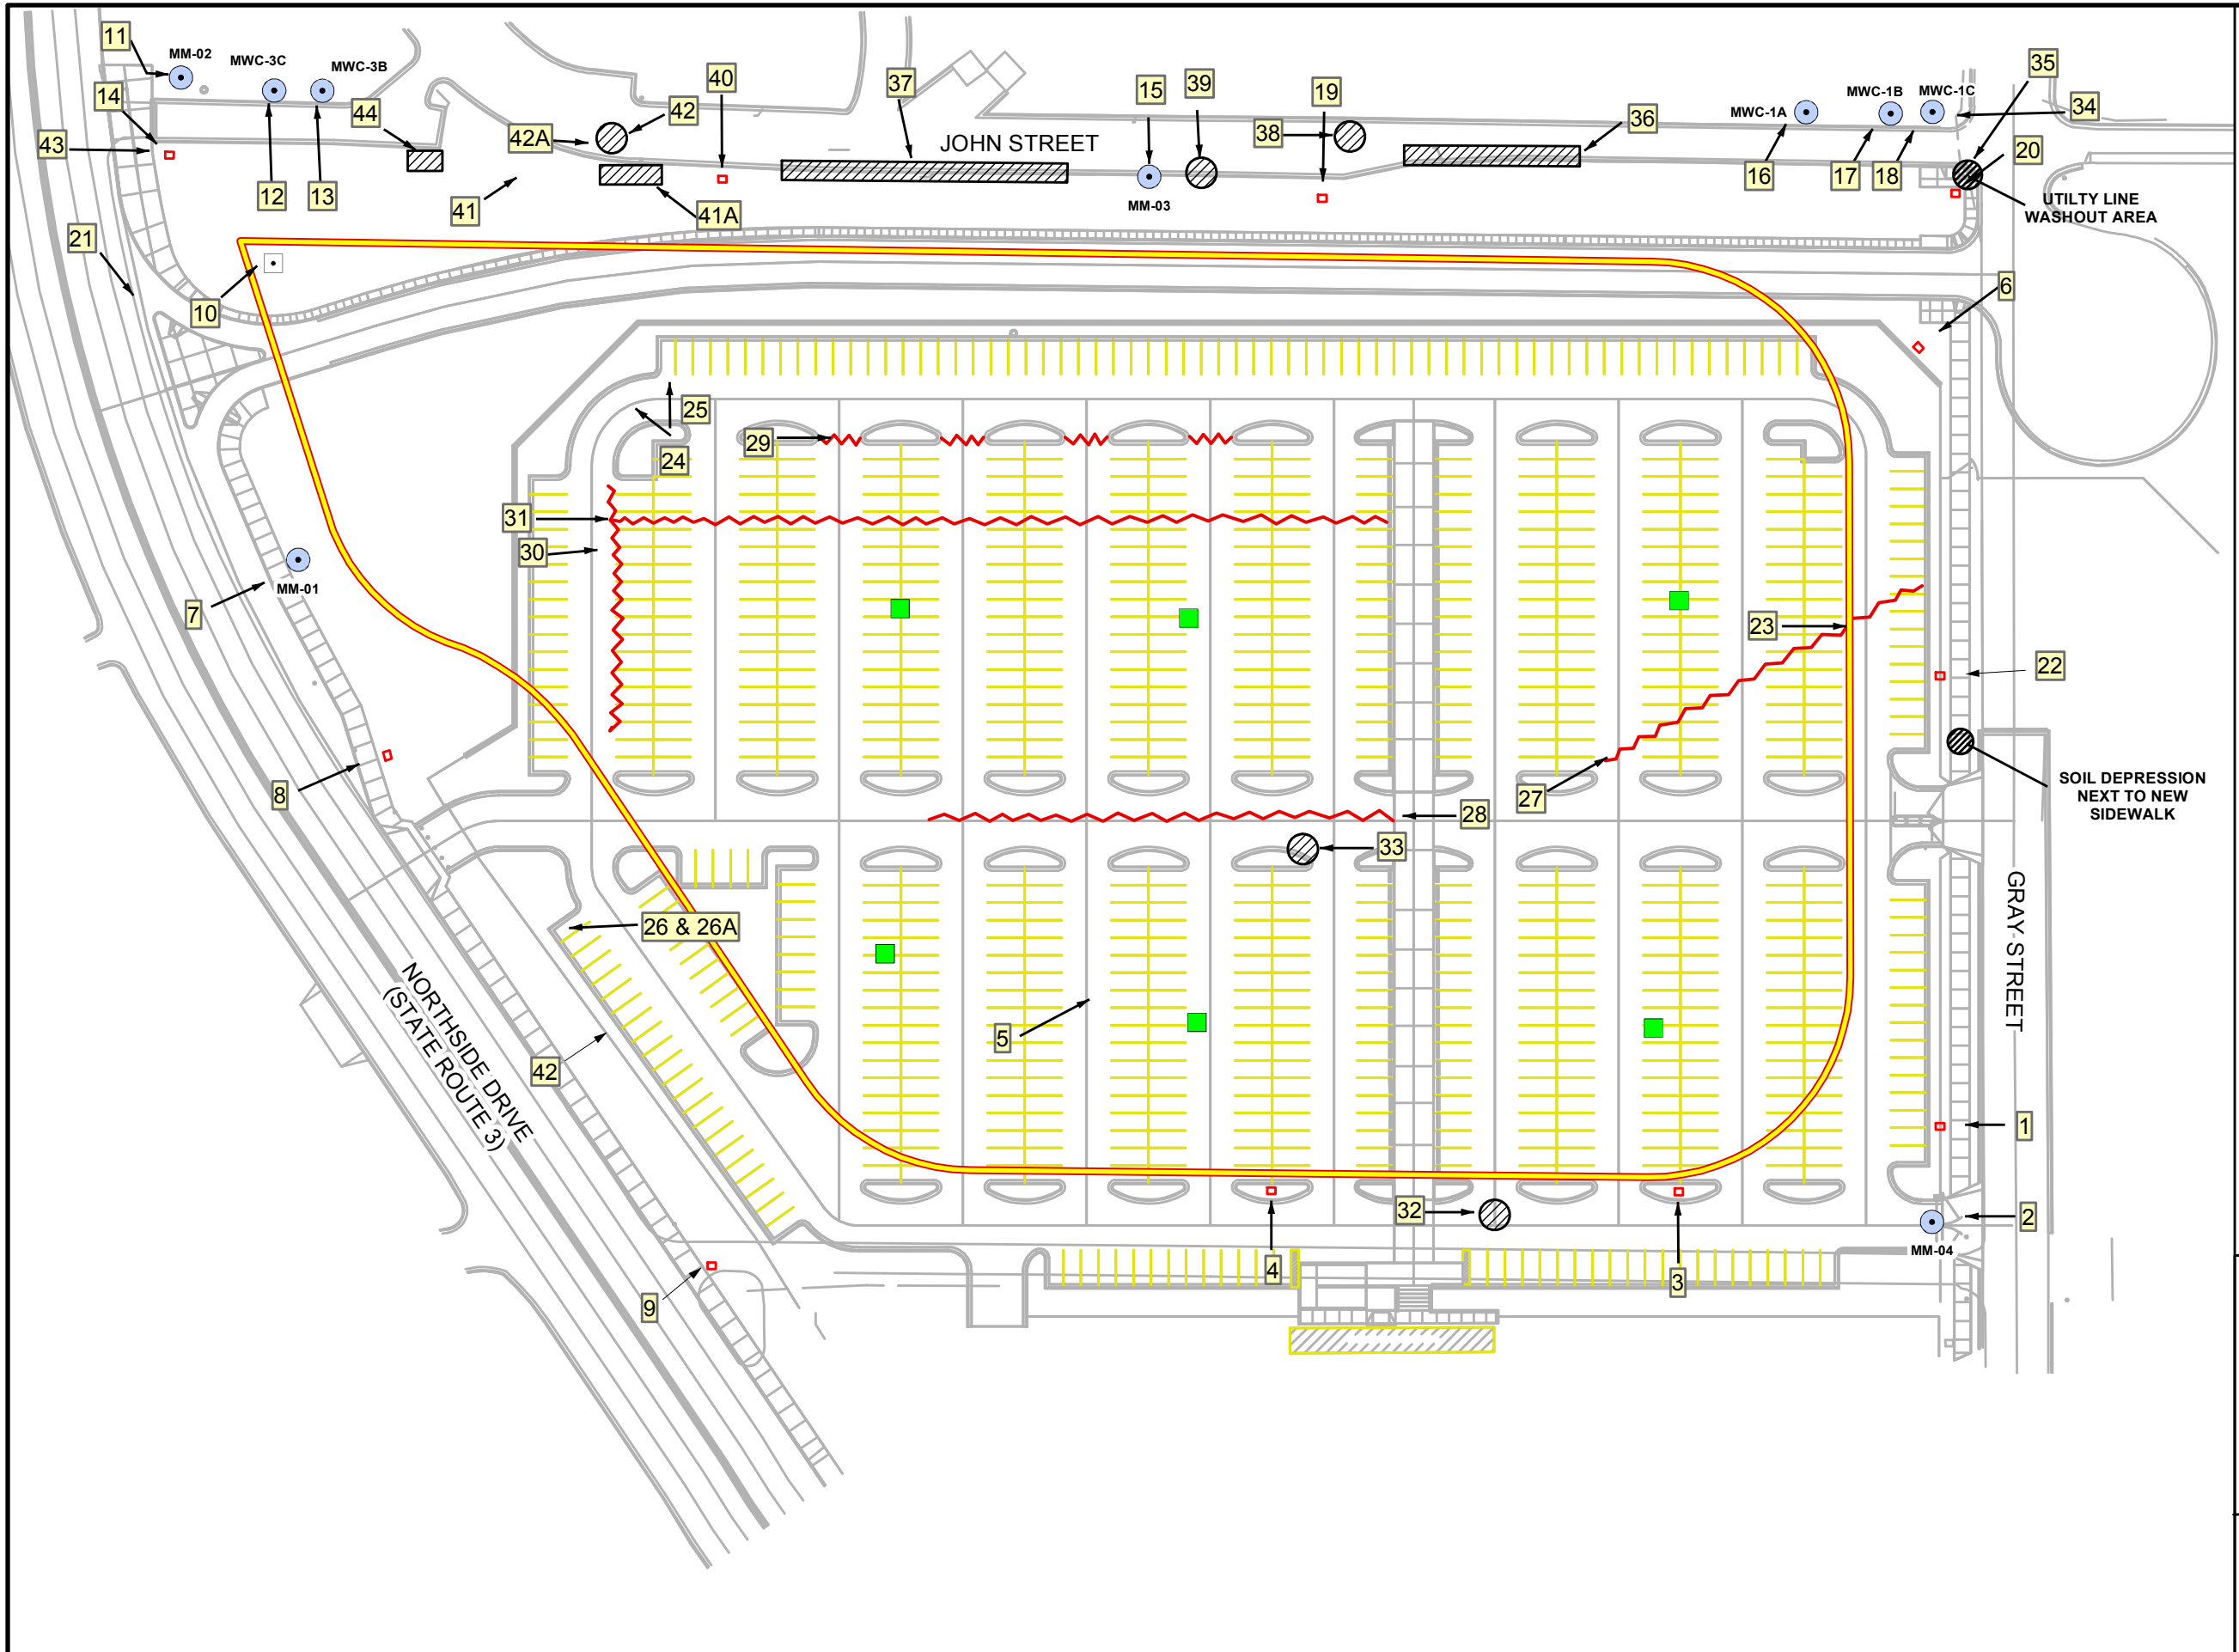 11
MM-02
MWC-3C
MWC-3B
14
44
43
12
13
42A
42
40
37
JOHN STREET
15
39
19
38
36
MM-03
41
41A
MWC-1A
MWC-1B
MWC-1C
35
34
16
17
18
20
UTILTY LINE
WASHOUT AREA
21
10
6
25
24
29
31
30
7
MM-01
23
22
8
27
28
33
SOIL DEPRESSION
NEXT TO NEW
SIDEWALK
26 & 26A
5
42
NORTHSIDE DRIVE
(STATE ROUTE 3)
GRAY STREET
1
32
2
MM-04
4
3
9